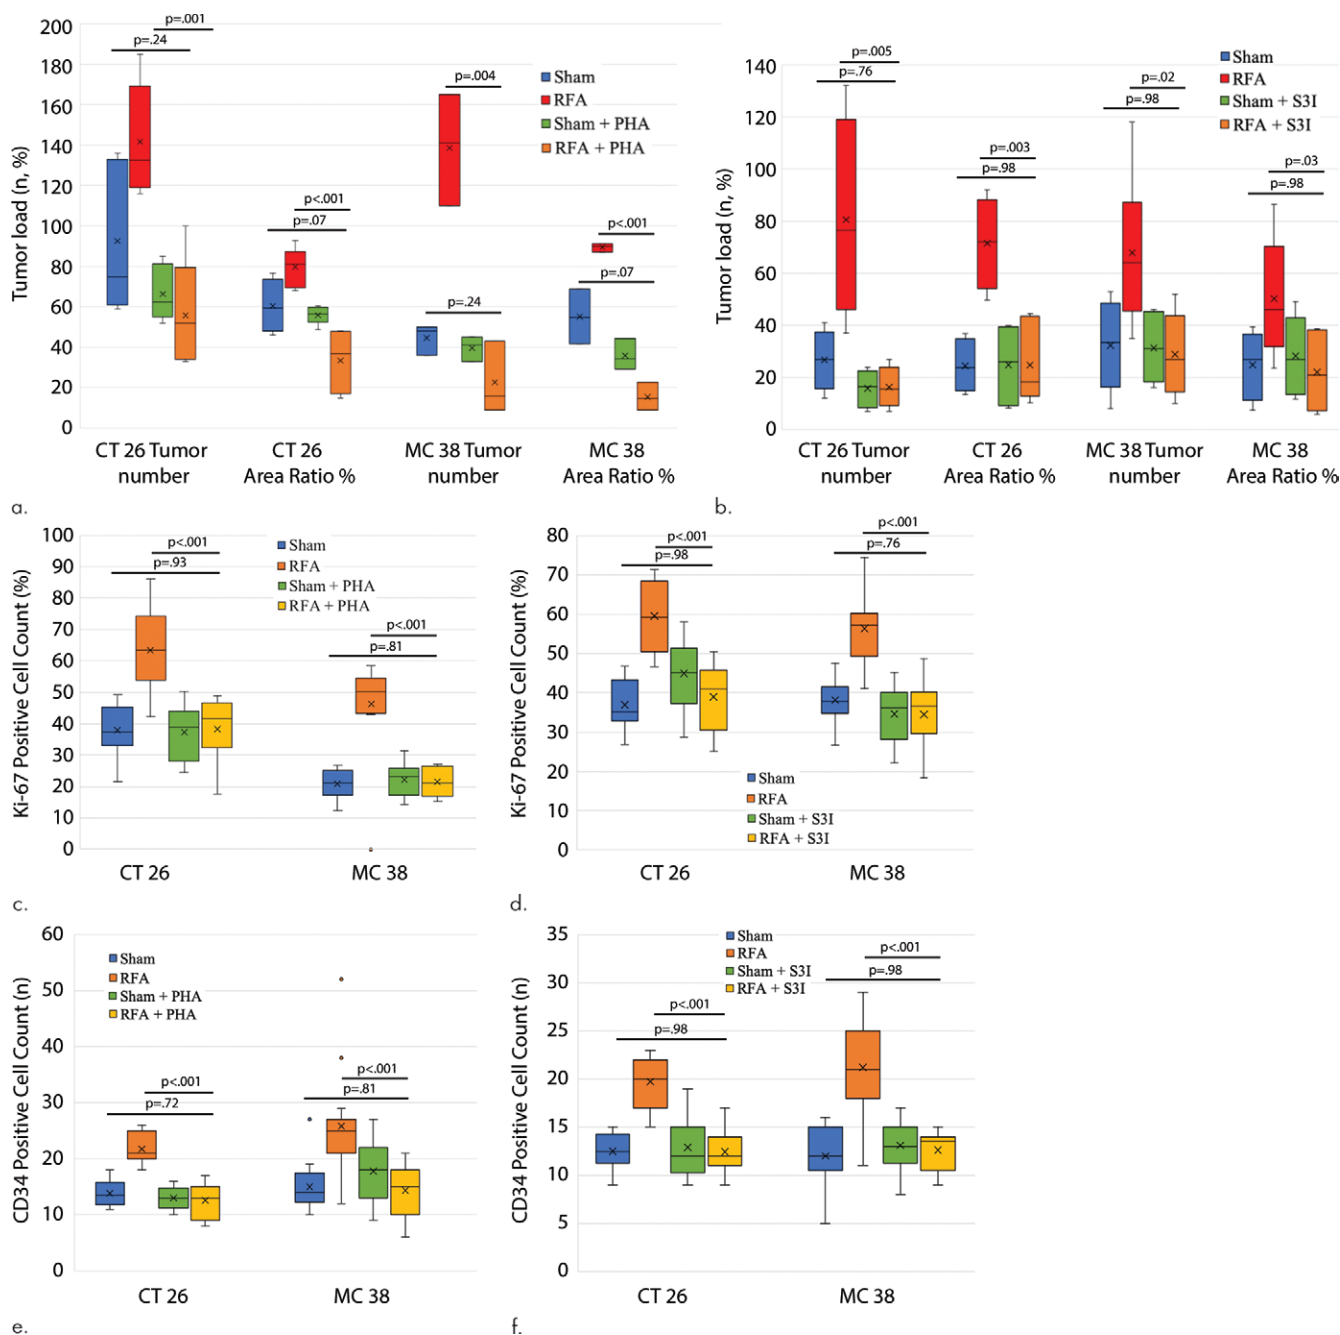 200
180
160
140
120
100
80
60
40
20
0
Tumor load (n, %)
p=.001
p=.24
p<.001
p=.07
p=.004
p=.24
p<.001
p=.07
Sham
RFA
Sham + PHA
RFA + PHA
CT 26 Tumor
number
CT 26
Area Ratio %
MC 38 Tumor
number
MC 38
Area Ratio %
a.
140
120
100
80
60
40
20
0
Tumor load (n, %)
p=.005
p=.76
p=.003
p=.98
p=.02
p=.98
p=.03
p=.98
Sham
RFA
Sham + S3I
RFA + S3I
CT 26 Tumor
number
CT 26
Area Ratio %
MC 38 Tumor
number
MC 38
Area Ratio %
b.
100
90
80
70
60
50
40
30
20
10
0
Ki-67 Positive Cell Count (%)
p<.001
p=.93
p<.001
p=.81
Sham
RFA
Sham + PHA
RFA + PHA
CT 26
MC 38
c.
80
70
60
50
40
30
20
10
0
Ki-67 Positive Cell Count (%)
p<.001
p=.98
p<.001
p=.76
Sham
RFA
Sham + S3I
RFA + S3I
CT 26
MC 38
d.
60
50
40
30
20
10
0
CD34 Positive Cell Count (n)
Sham
RFA
Sham + PHA
RFA + PHA
p<.001
p=.72
p<.001
p=.81
CT 26
MC 38
e.
35
30
25
20
15
10
5
0
CD34 Positive Cell Count (n)
Sham
RFA
Sham + S3I
RFA + S3I
p<.001
p=.98
p<.001
p=.98
CT 26
MC 38
f.